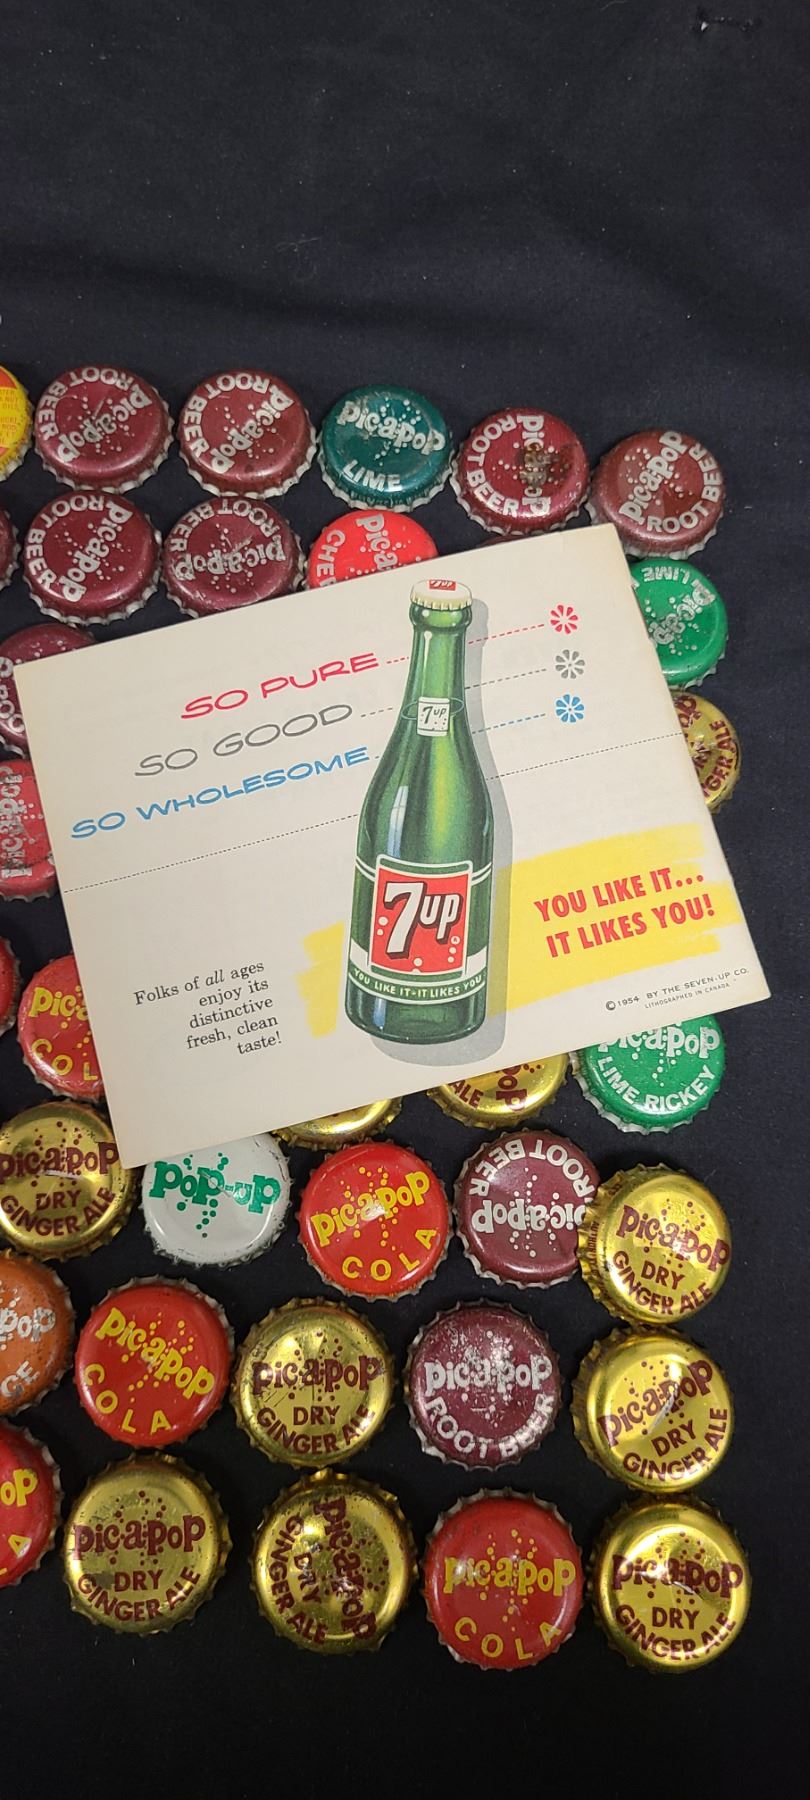 pic-a-pop
ROOT BEER
pic-a-pop
ROOT BEER
pic-a-pop
LIME
pic-a-pop
ROOT BEER
pic-a-pop
ROOT BEER
pic-a-pop
ROOT BEER
pic-a-pop
ROOT BEER
7up
SO PURE
SO GOOD
SO WHOLESOME
7up
7up
YOU LIKE IT-IT LIKES YOU
YOU LIKE IT...
IT LIKES YOU!
Folks of all ages
enjoy its
distinctive
fresh, clean
taste!
© 1954 BY THE SEVEN-UP CO.
LITHOGRAPHED IN CANADA
pic-a-pop
LIME RICKEY
pic-a-pop
DRY
GINGER ALE
pop-up
pic-a-pop
COLA
pic-a-pop
ROOT BEER
pic-a-pop
DRY
GINGER ALE
pic-a-pop
COLA
pic-a-pop
DRY
GINGER ALE
pic-a-pop
ROOT BEER
pic-a-pop
DRY
GINGER ALE
pic-a-pop
DRY
GINGER ALE
pic-a-pop
DRY
GINGER ALE
pic-a-pop
COLA
pic-a-pop
DRY
GINGER ALE